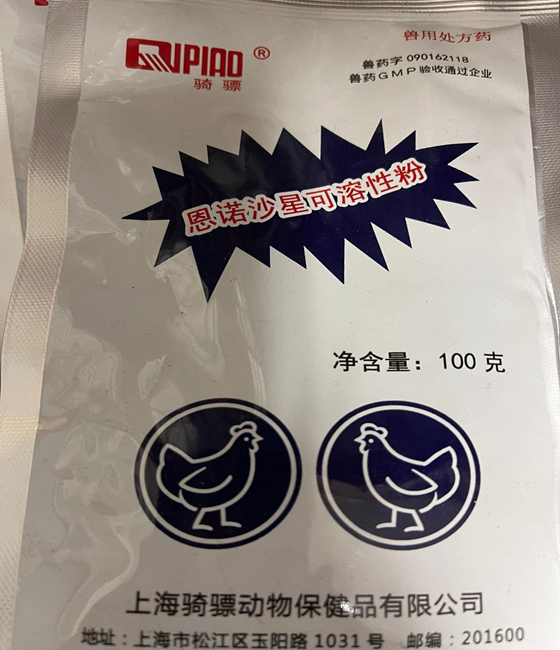 兽用处方药
QIPIAO®
骑骠
兽药字 090162118
兽药GMP验收通过企业
恩诺沙星可溶性粉
净含量：100克
上海骑骠动物保健品有限公司
地址：上海市松江区玉阳路1031号 邮编：201600